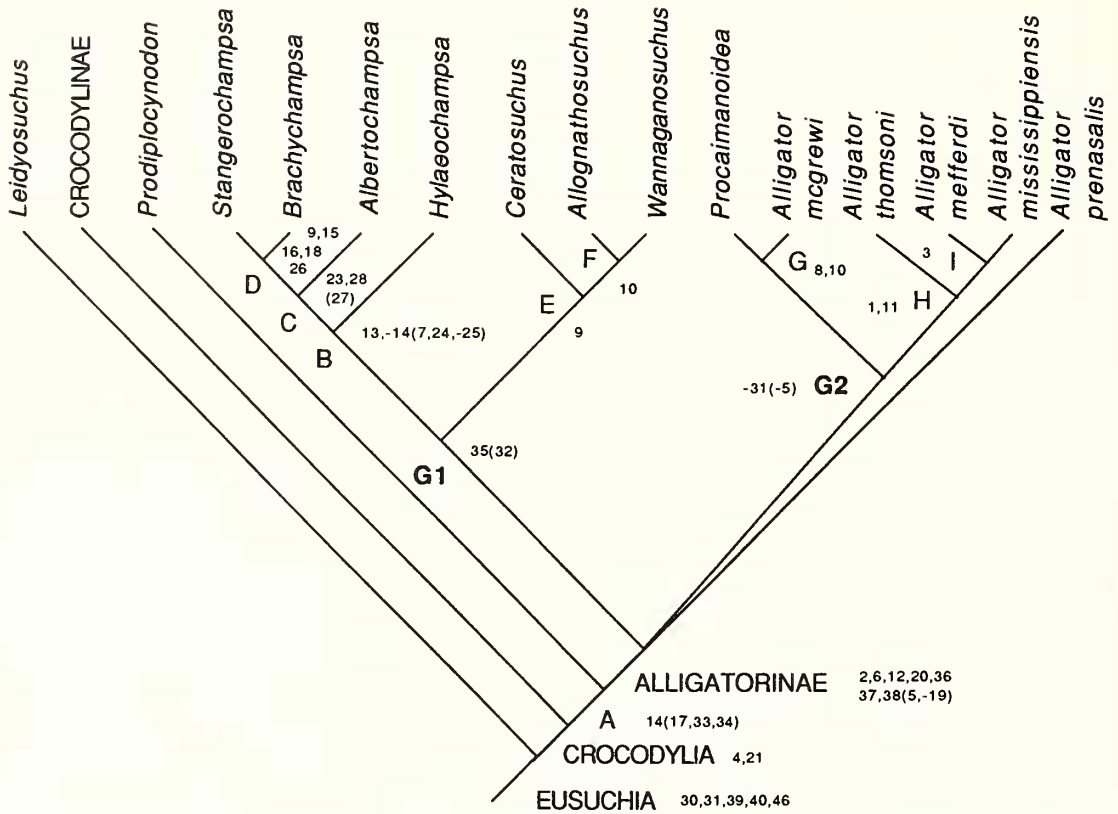 Leidyosuchus
CROCODYLINAE
Prodiplocynodon
Stangerochampsa
Brachychampsa
Albertochampsa
Hylaeochampsa
Ceratosuchus
Allognathosuchus
Wannaganosuchus
Procaimanoidea
Alligator
mcgrewi
Alligator
thomsoni
Alligator
mefferdi
Alligator
mississippiensis
Alligator
prenasalis
9,15
16,18
26
D
23,28
(27)
C
13,-14(7,24,-25)
B
F
10
E
9
G 8,10
3 I
1,11 H
-31(-5) G2
35(32)
G1
ALLIGATORINAE 2,6,12,20,36
37,38(5,-19)
A 14(17,33,34)
CROCODYLIA 4,21
EUSUCHIA 30,31,39,40,46